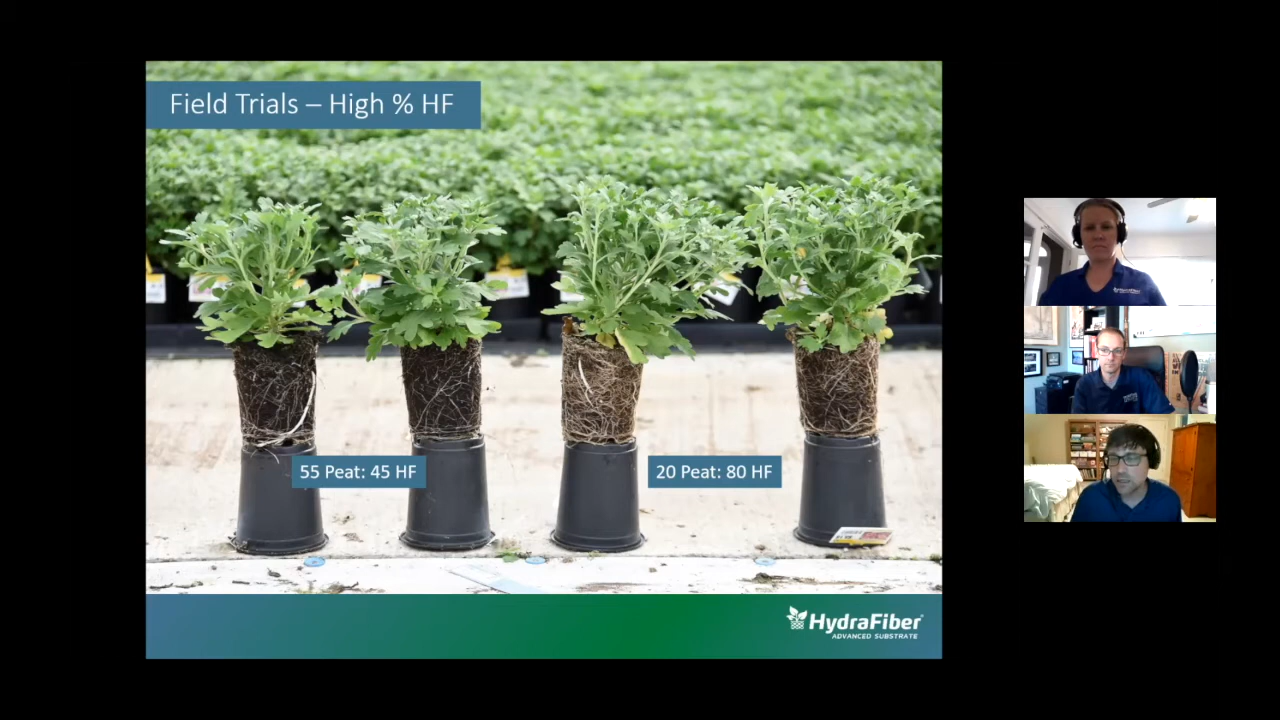 Field Trials – High % HF
55 Peat: 45 HF
20 Peat: 80 HF
HydraFiber
ADVANCED SUBSTRATE